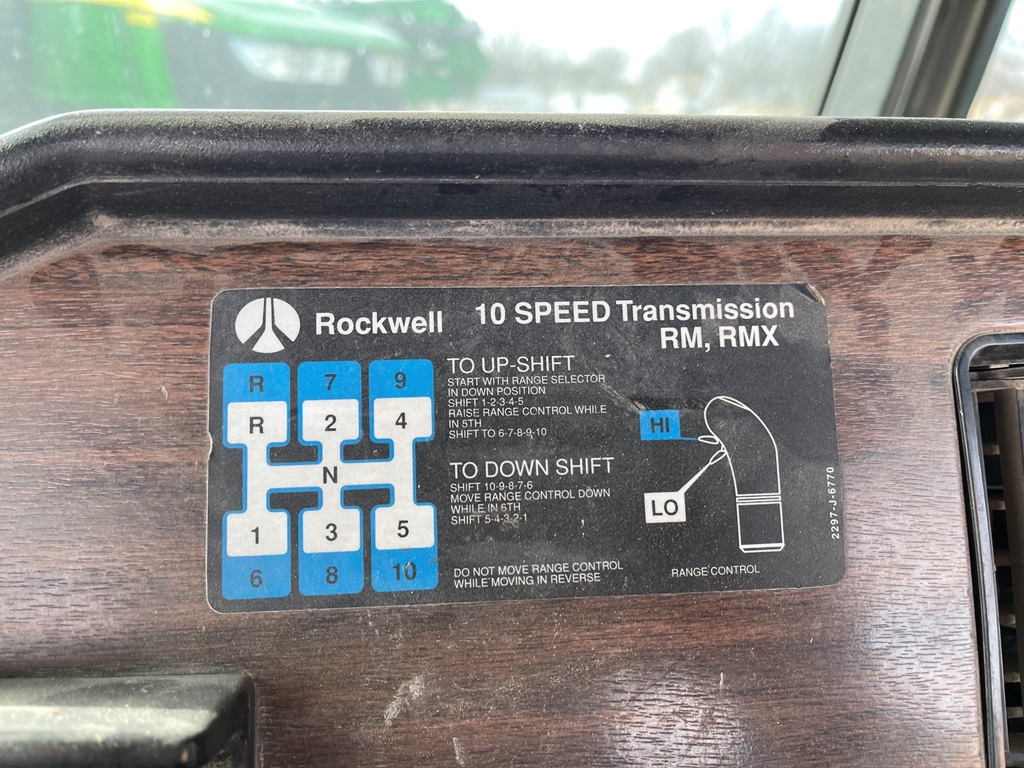 Rockwell 10 SPEED Transmission
RM, RMX
R 7 9
R 2 4
N
1 3 5
6 8 10
TO UP-SHIFT
START WITH RANGE SELECTOR
IN DOWN POSITION
SHIFT 1-2-3-4-5
RAISE RANGE CONTROL WHILE
IN 5TH
SHIFT TO 6-7-8-9-10
TO DOWN SHIFT
SHIFT 10-9-8-7-6
MOVE RANGE CONTROL DOWN
WHILE IN 6TH
SHIFT 5-4-3-2-1
DO NOT MOVE RANGE CONTROL
WHILE MOVING IN REVERSE
HI
LO
RANGE CONTROL
2297-J-6770